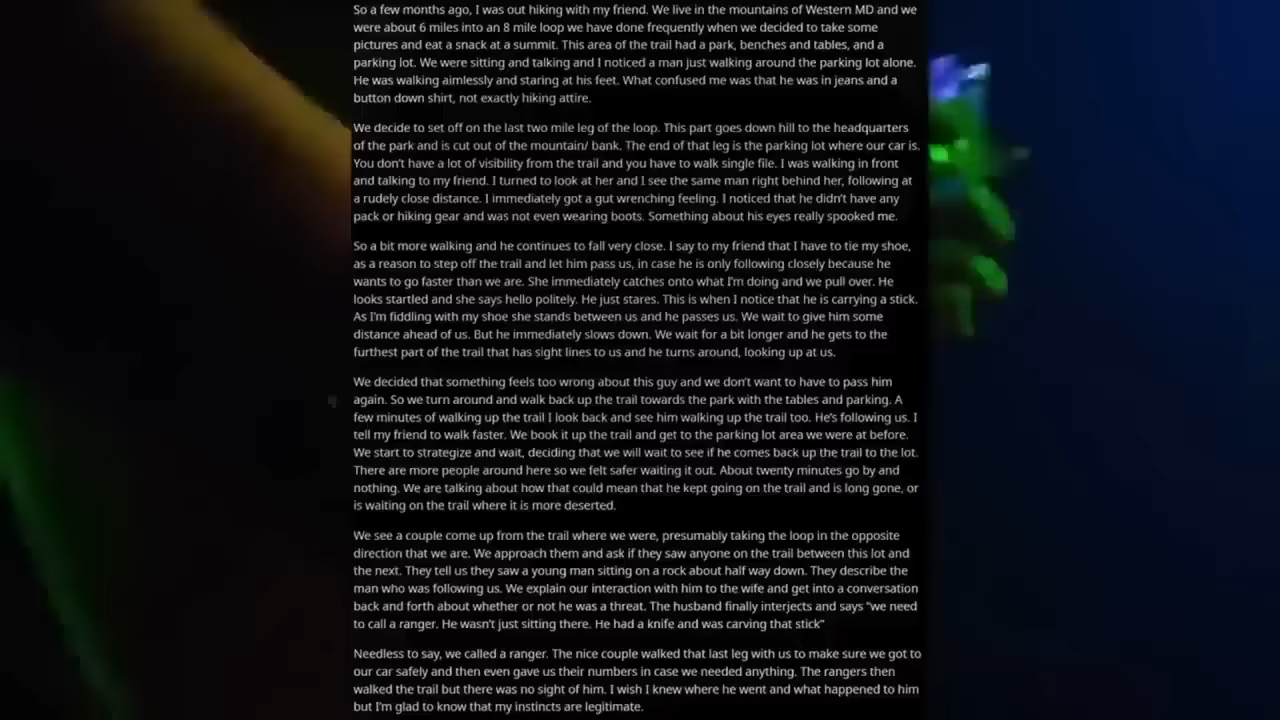 So a few months ago, I was out hiking with my friend. We live in the mountains of Western MD and we
were about 6 miles into an 8 mile loop we have done frequently when we decided to take some
pictures and eat a snack at a summit. This area of the trail had a park, benches and tables, and a
parking lot. We were sitting and talking and I noticed a man just walking around the parking lot alone.
He was walking aimlessly and staring at his feet. What confused me was that he was in jeans and a
button down shirt, not exactly hiking attire.
We decide to set off on the last two mile leg of the loop. This part goes down hill to the headquarters
of the park and is cut out of the mountain/ bank. The end of that leg is the parking lot where our car is.
You don't have a lot of visibility from the trail and you have to walk single file. I was walking in front
and talking to my friend. I turned to look at her and I see the same man right behind her, following at
a rudely close distance. I immediately got a gut wrenching feeling. I noticed that he didn't have any
pack or hiking gear and was not even wearing boots. Something about his eyes really spooked me.
So a bit more walking and he continues to fall very close. I say to my friend that I have to tie my shoe,
as a reason to step off the trail and let him pass us, in case he is only following closely because he
wants to go faster than we are. She immediately catches onto what I'm doing and we pull over. He
looks startled and she says hello politely. He just stares. This is when I notice that he is carrying a stick.
As I'm fiddling with my shoe she stands between us and he passes us. We wait to give him some
distance ahead of us. But he immediately slows down. We wait for a bit longer and he gets to the
furthest part of the trail that has sight lines to us and he turns around, looking up at us.
We decided that something feels too wrong about this guy and we don't want to have to pass him
again. So we turn around and walk back up the trail towards the park with the tables and parking. A
few minutes of walking up the trail I look back and see him walking up the trail too. He's following us. I
tell my friend to walk faster. We book it up the trail and get to the parking lot area we were at before.
We start to strategize and wait, deciding that we will wait to see if he comes back up the trail to the lot.
There are more people around here so we felt safer waiting it out. About twenty minutes go by and
nothing. We are talking about how that could mean that he kept going on the trail and is long gone, or
is waiting on the trail where it is more deserted.
We see a couple come up from the trail where we were, presumably taking the loop in the opposite
direction that we are. We approach them and ask if they saw anyone on the trail between this lot and
the next. They tell us they saw a young man sitting on a rock about half way down. They describe the
man who was following us. We explain our interaction with him to the wife and get into a conversation
back and forth about whether or not he was a threat. The husband finally interjects and says "we need
to call a ranger. He wasn't just sitting there. He had a knife and was carving that stick"
Needless to say, we called a ranger. The nice couple walked that last leg with us to make sure we got to
our car safely and then even gave us their numbers in case we needed anything. The rangers then
walked the trail but there was no sight of him. I wish I knew where he went and what happened to him
but I'm glad to know that my instincts are legitimate.